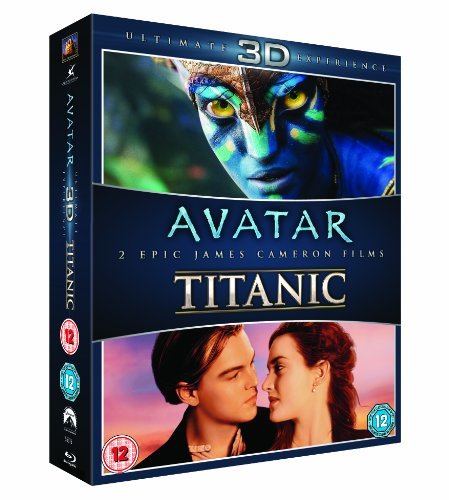 ULTIMATE 3D EXPERIENCE
AVATAR
2 EPIC JAMES CAMERON FILMS
TITANIC
12
12
AVATAR
3D
TITANIC
12
12